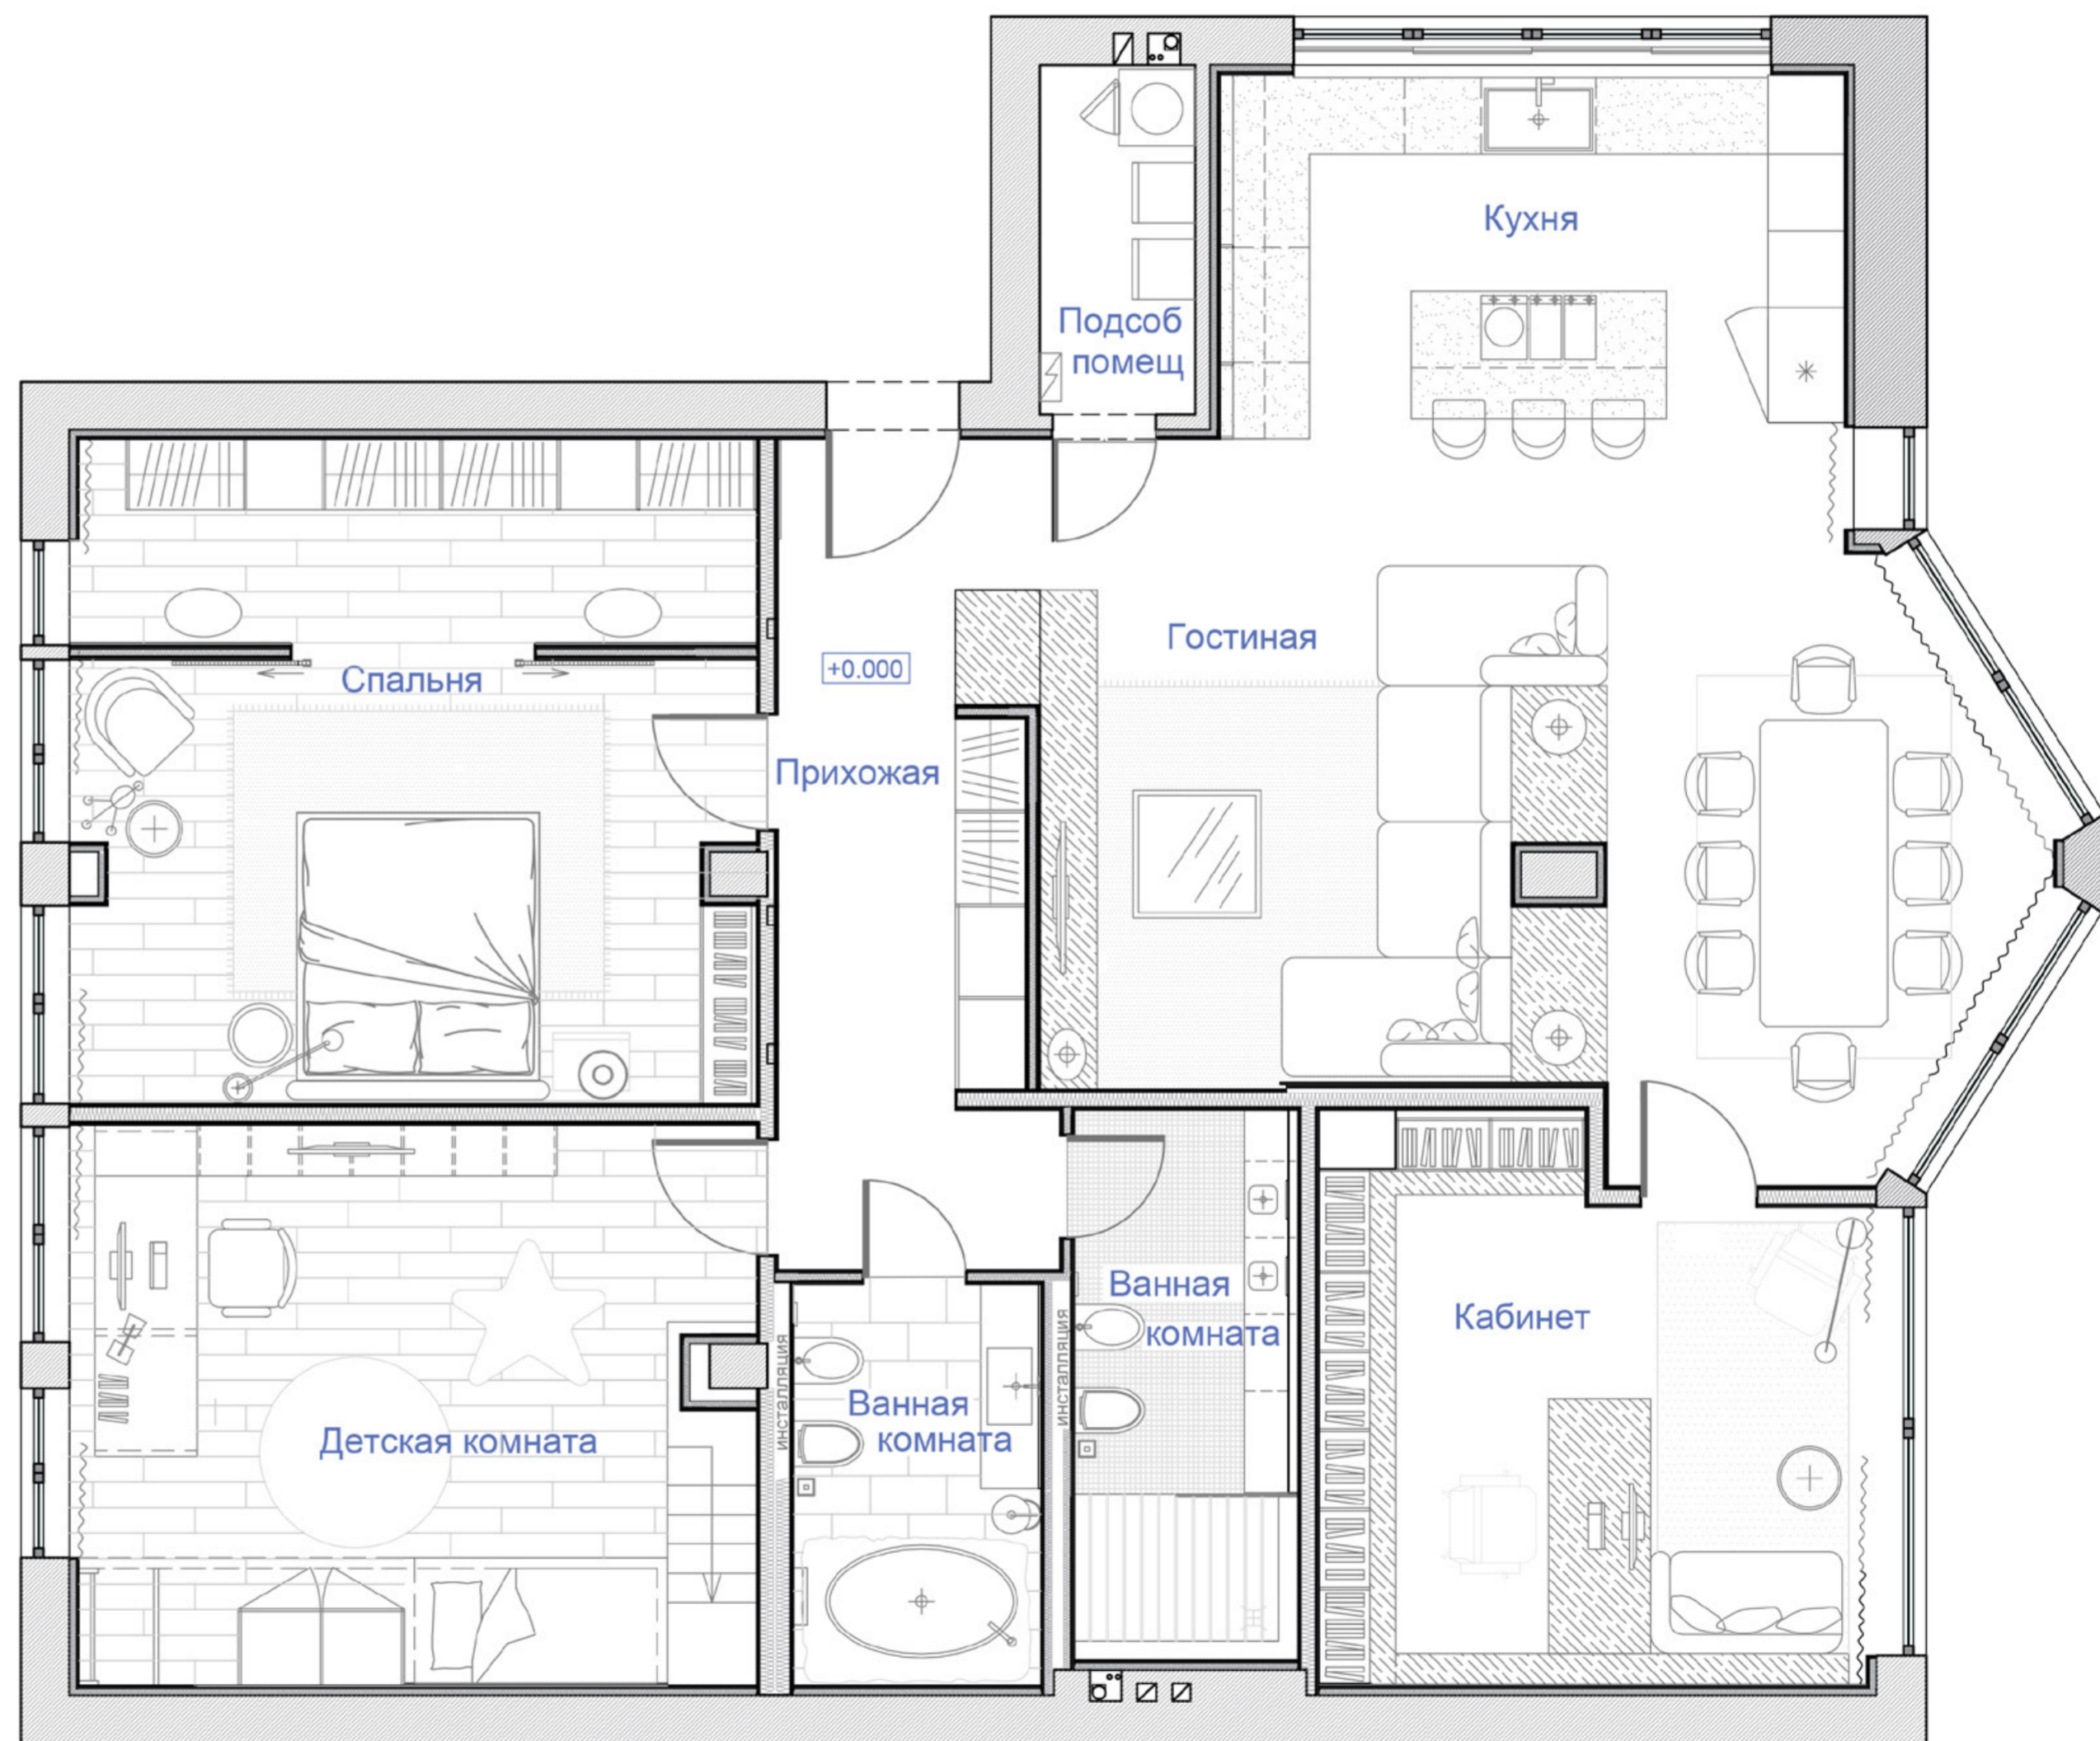 Кухня
Подсоб
помещ
Гостиная
+0.000
Спальня
Прихожая
Ванная
комната
Кабинет
инсталляция
инсталляция
Ванная
комната
Детская комната